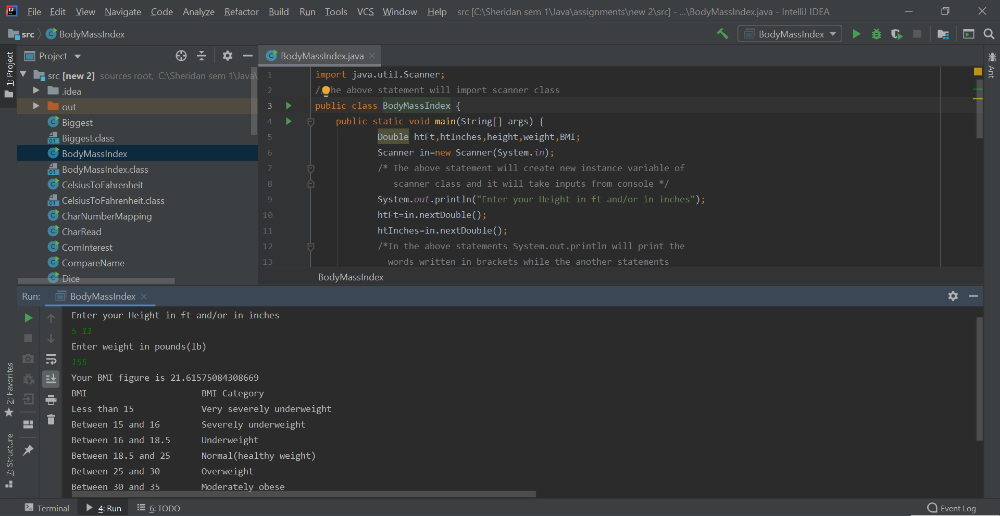 File Edit View Navigate Code Analyze Refactor Build Run Tools VCS Window Help src [C:\Sheridan sem 1\Java\assignments\new 2\src] - ...\BodyMassIndex.java - IntelliJ IDEA
src BodyMassIndex BodyMassIndex
1: Project
Project
src [new 2] sources root, C:\Sheridan sem 1\Java\
.idea
out
Biggest
Biggest.class
BodyMassIndex
BodyMassIndex.class
CelsiusToFahrenheit
CelsiusToFahrenheit.class
CharNumberMapping
CharRead
ComInterest
CompareName
Dice
BodyMassIndex.java
1 import java.util.Scanner;
2 //The above statement will import scanner class
3 public class BodyMassIndex {
4 public static void main(String[] args) {
5 Double htFt,htInches,height,weight,BMI;
6 Scanner in=new Scanner(System.in);
7 /* The above statement will create new instance variable of
8 scanner class and it will take inputs from console */
9 System.out.println("Enter your Height in ft and/or in inches");
10 htFt=in.nextDouble();
11 htInches=in.nextDouble();
12 /*In the above statements System.out.println will print the
13 words written in brackets while the another statements
BodyMassIndex
Ant
Run: BodyMassIndex
Enter your Height in ft and/or in inches
5 11
Enter weight in pounds(lb)
155
Your BMI figure is 21.61575084308669
BMI BMI Category
Less than 15 Very severely underweight
Between 15 and 16 Severely underweight
Between 16 and 18.5 Underweight
Between 18.5 and 25 Normal(healthy weight)
Between 25 and 30 Overweight
Between 30 and 35 Moderately obese
2: Favorites
7: Structure
Terminal 4: Run 6: TODO Event Log